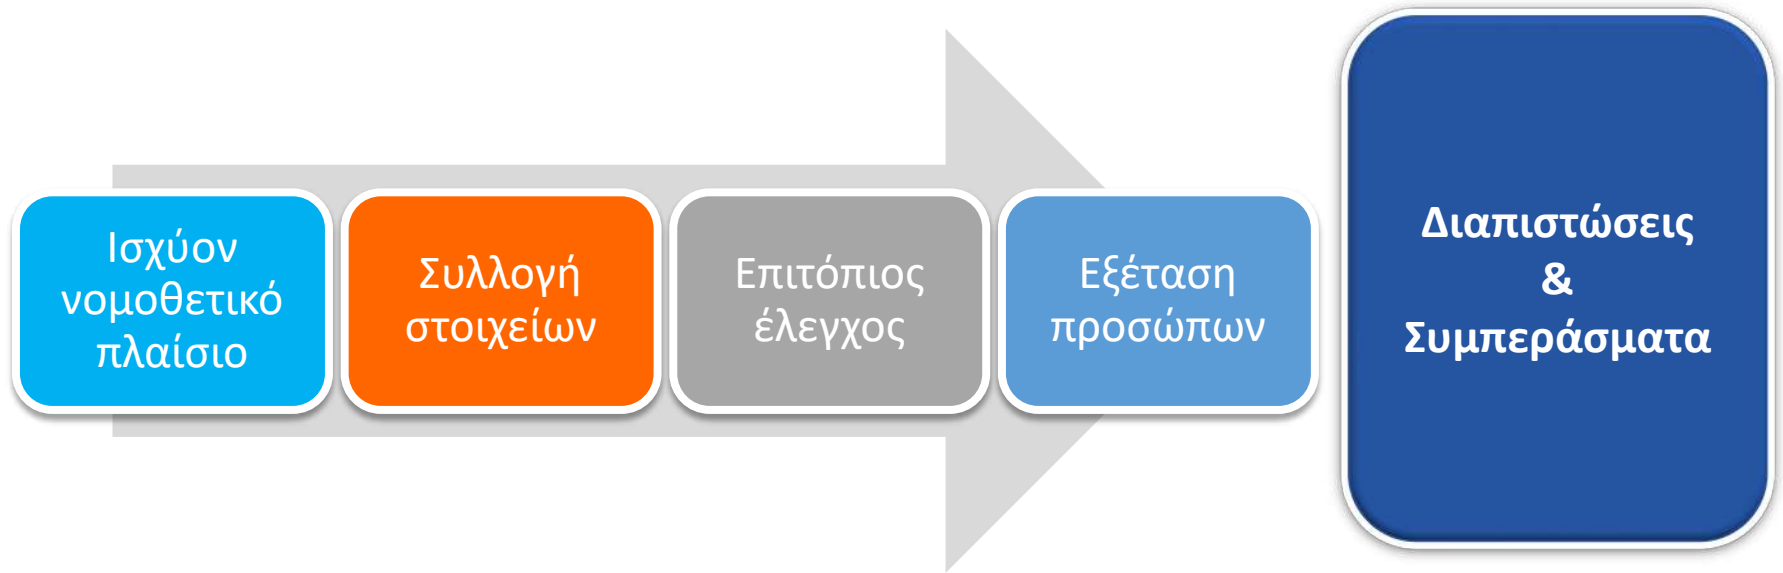 Ισχύον
νομοθετικό
πλαίσιο
Συλλογή
στοιχείων
Επιτόπιος
έλεγχος
Εξέταση
προσώπων
Διαπιστώσεις
&
Συμπεράσματα